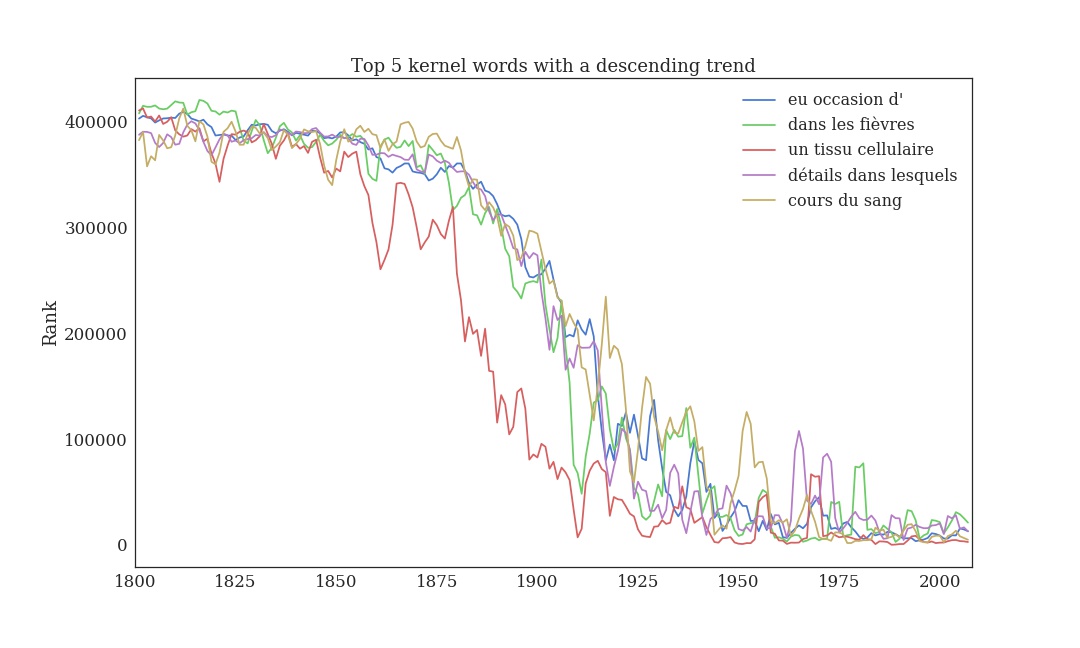 Top 5 kernel words with a descending trend
eu occasion d'
dans les fièvres
un tissu cellulaire
détails dans lesquels
cours du sang
Rank
400000
300000
200000
100000
0
1800 1825 1850 1875 1900 1925 1950 1975 2000